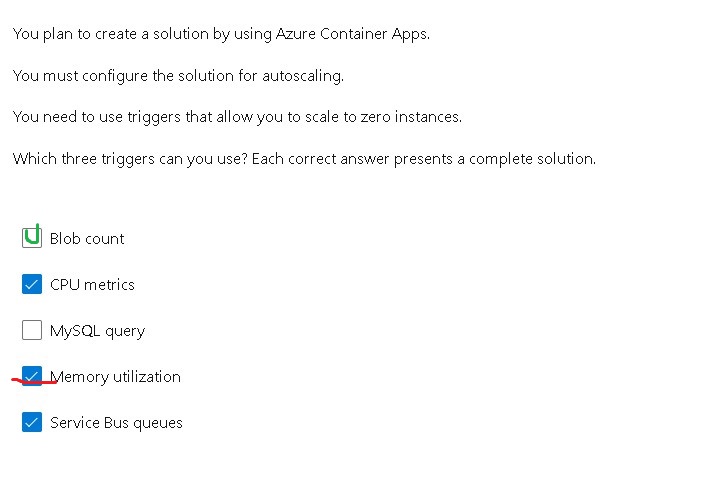 You plan to create a solution by using Azure Container Apps.
You must configure the solution for autoscaling.
You need to use triggers that allow you to scale to zero instances.
Which three triggers can you use? Each correct answer presents a complete solution.
Blob count
CPU metrics
MySQL query
Memory utilization
Service Bus queues